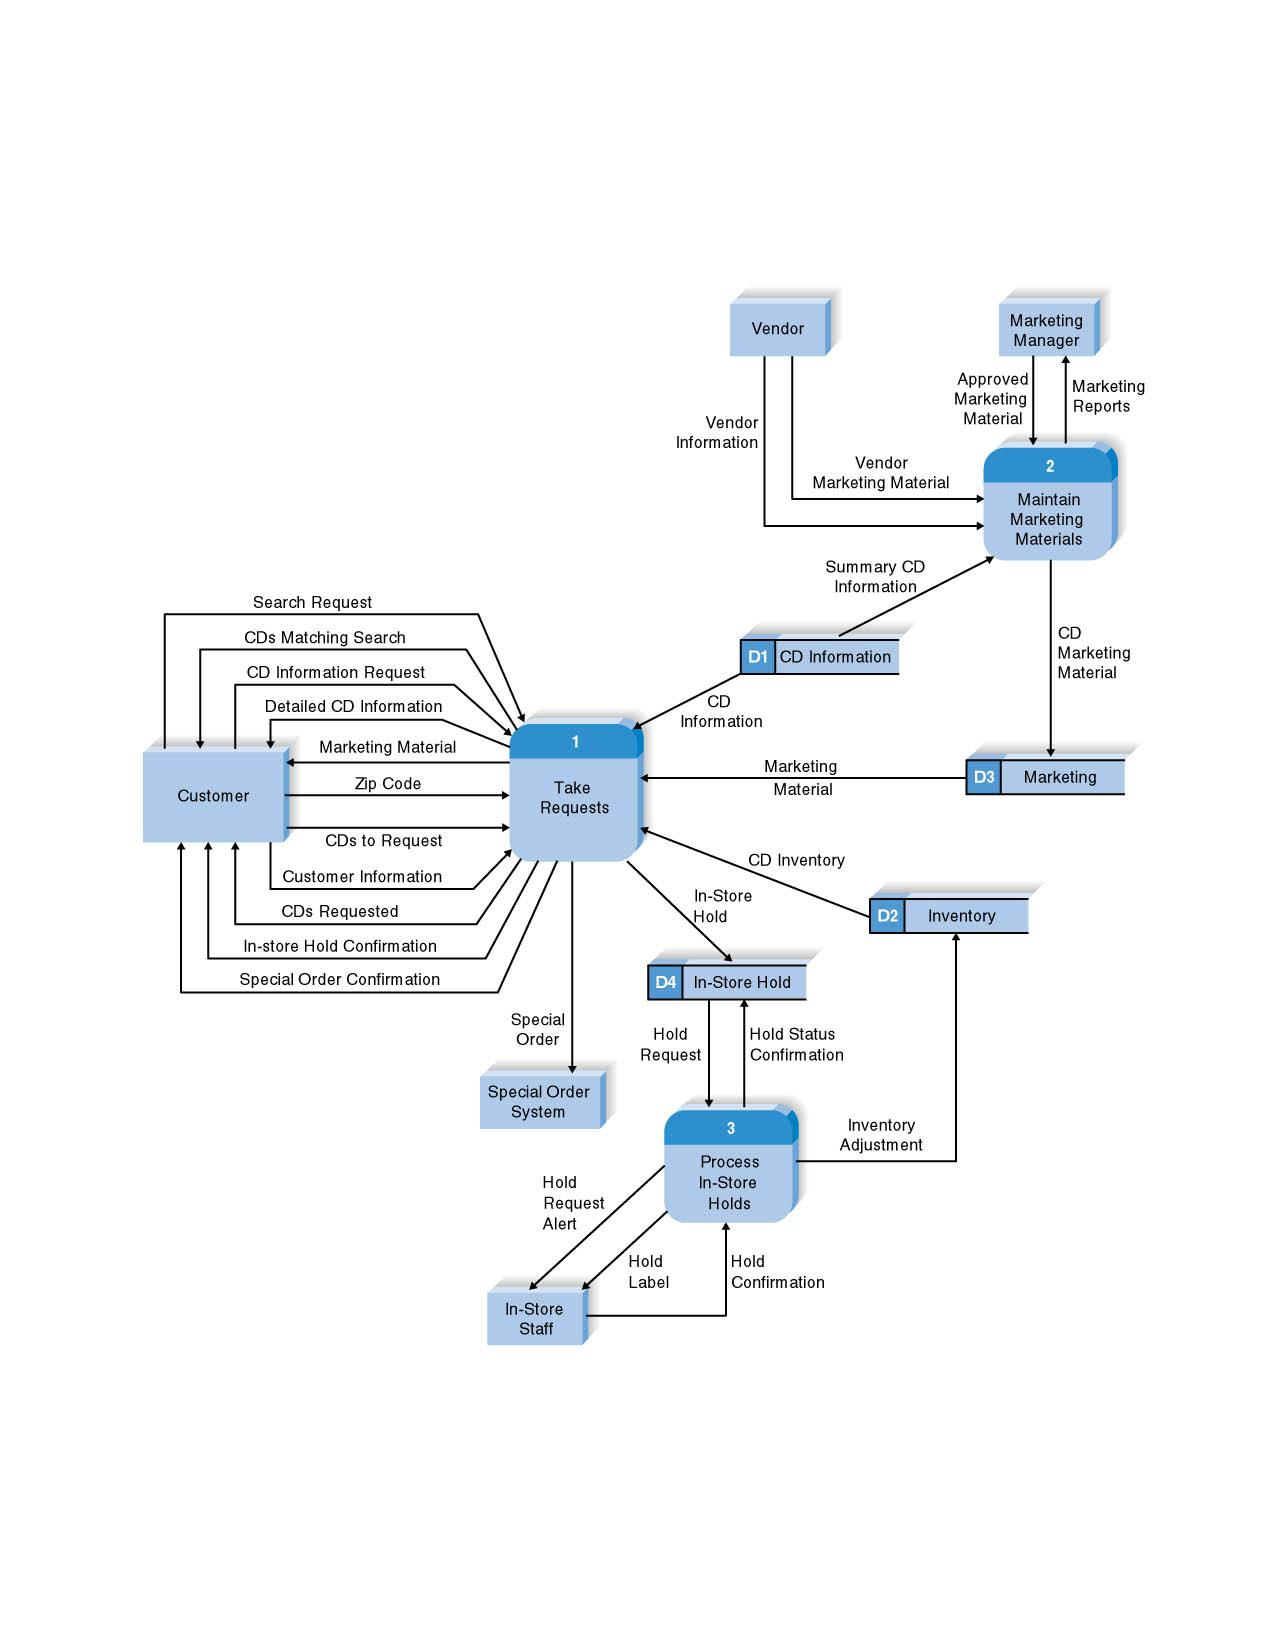 Vendor
Marketing
Manager
Approved
Marketing
Material
Marketing
Reports
Vendor
Information
Vendor
Marketing Material
2
Maintain
Marketing
Materials
Summary CD
Information
Search Request
CDs Matching Search
CD Information Request
Detailed CD Information
Marketing Material
Zip Code
CDs to Request
Customer Information
CDs Requested
In-store Hold Confirmation
Special Order Confirmation
Customer
D1 CD Information
CD
Marketing
Material
CD
Information
1
Take
Requests
Marketing
Material
D3 Marketing
CD Inventory
In-Store
Hold
D2 Inventory
D4 In-Store Hold
Special
Order
Hold
Request
Hold Status
Confirmation
Special Order
System
3
Process
In-Store
Holds
Inventory
Adjustment
Hold
Request
Alert
Hold
Label
Hold
Confirmation
In-Store
Staff